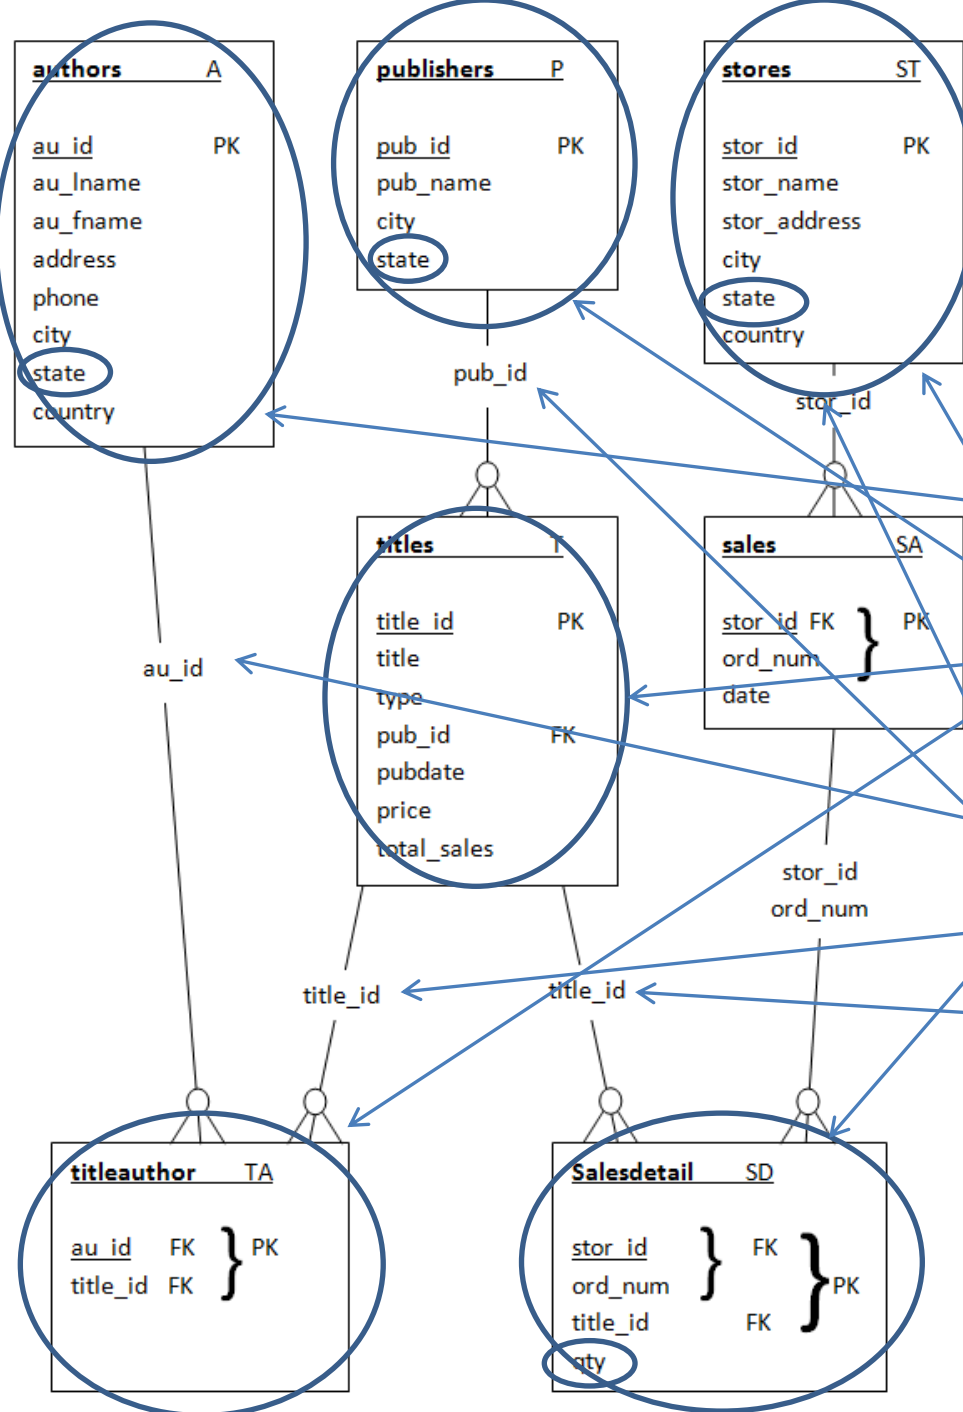 authors A
au_id PK
au_lname
au_fname
address
phone
city
state
country
publishers P
pub_id PK
pub_name
city
state
stores ST
stor_id PK
stor_name
stor_address
city
state
country
pub_id
stor_id
titles T
title_id PK
title
type
pub_id FK
pubdate
price
total_sales
sales SA
stor_id FK } PK
ord_num
date
au_id
stor_id
ord_num
title_id
title_id
titleauthor TA
au_id FK } PK
title_id FK
Salesdetail SD
stor_id } FK
ord_num } PK
title_id FK
qty